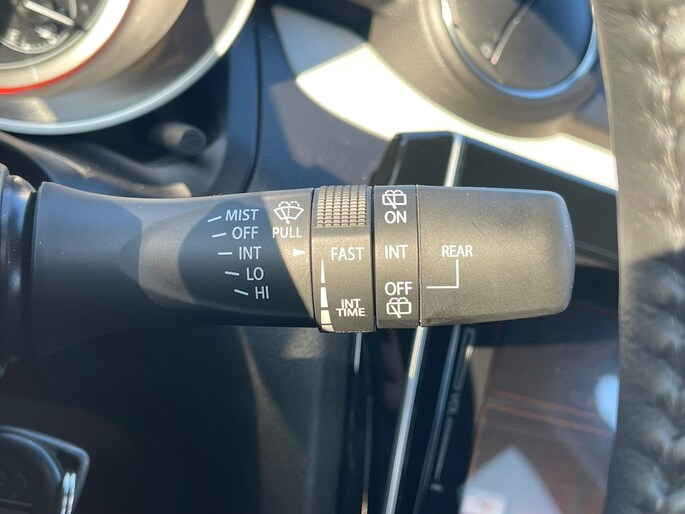 MIST
OFF
INT
LO
HI
PULL
FAST
INT
TIME
ON
INT
OFF
REAR